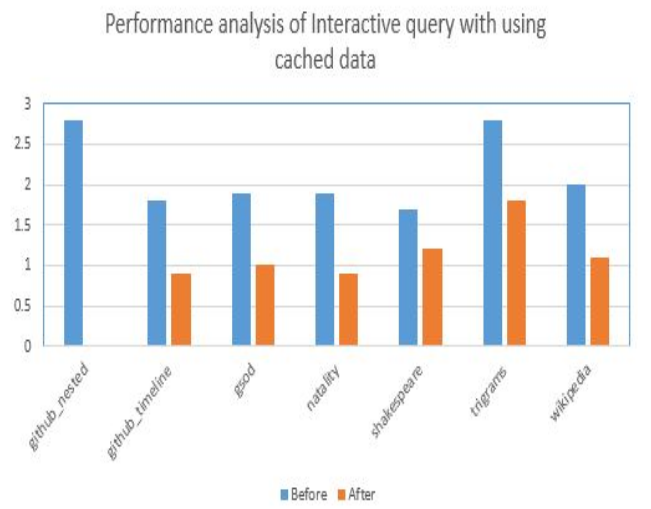 Performance analysis of Interactive query with using
cached data
3
2.5
2
1.5
1
0.5
0
github_nested
github_timeline
gsod
natality
shakespeare
trigrams
wikipedia
Before
After